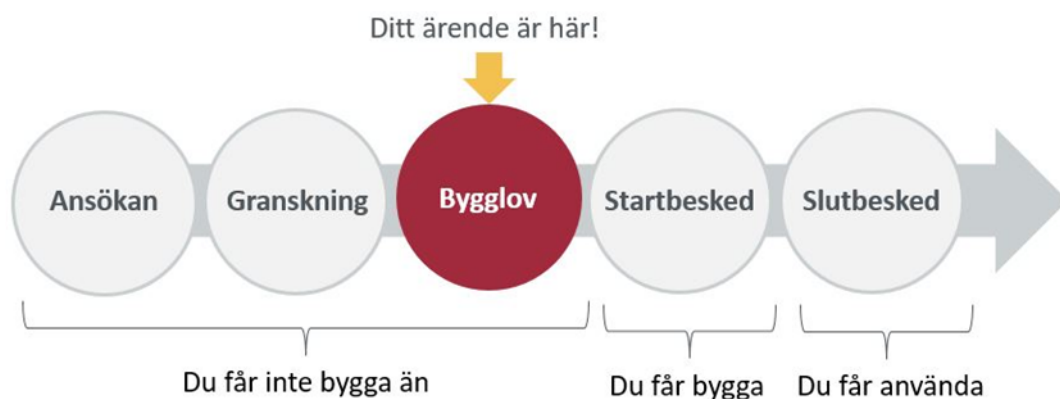 Ditt ärende är här!
Ansökan
Granskning
Bygglov
Startbesked
Slutbesked
Du får inte bygga än
Du får bygga
Du får använda